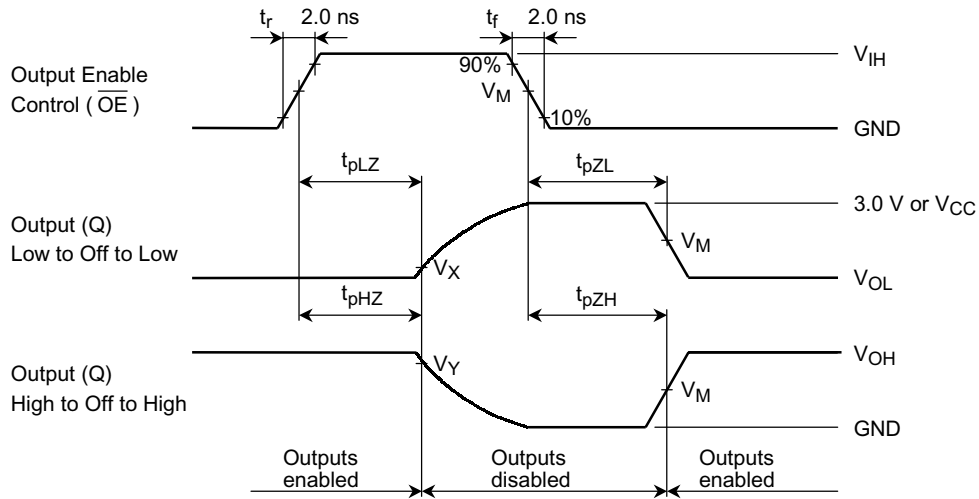 tr 2.0 ns tf 2.0 ns
Output Enable
Control ( OE )
90%
VM
10%
VIH
GND
tpLZ tpZL
Output (Q)
Low to Off to Low
3.0 V or VCC
VM
VX
VOL
tpHZ tpZH
Output (Q)
High to Off to High
VOH
VY
VM
GND
Outputs
enabled
Outputs
disabled
Outputs
enabled